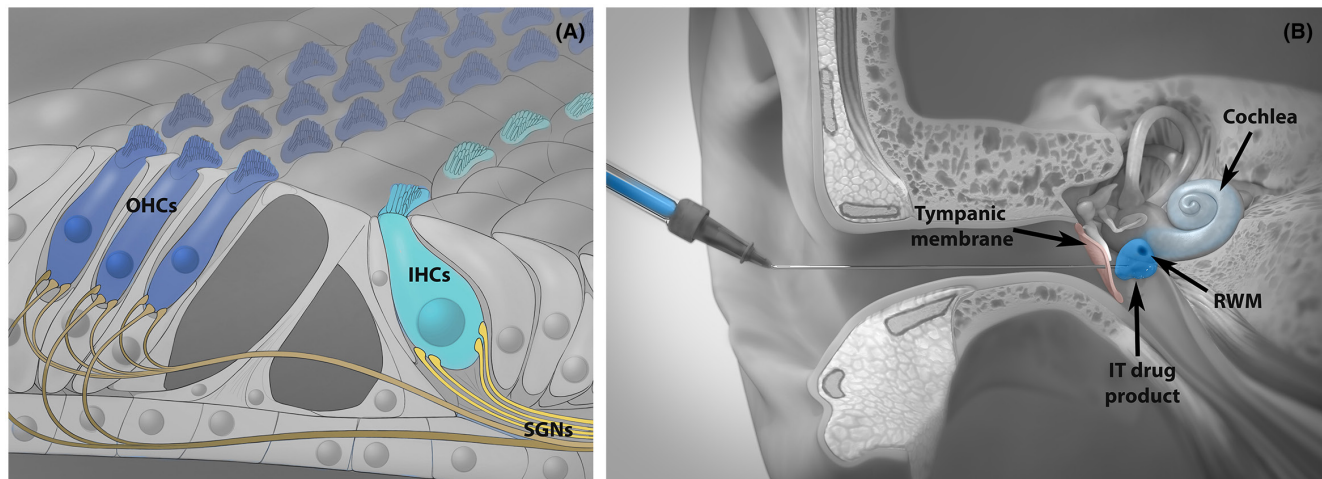 (A)
OHCs
IHCs
SGNs
(B)
Cochlea
Tympanic
membrane
RWM
IT drug
product